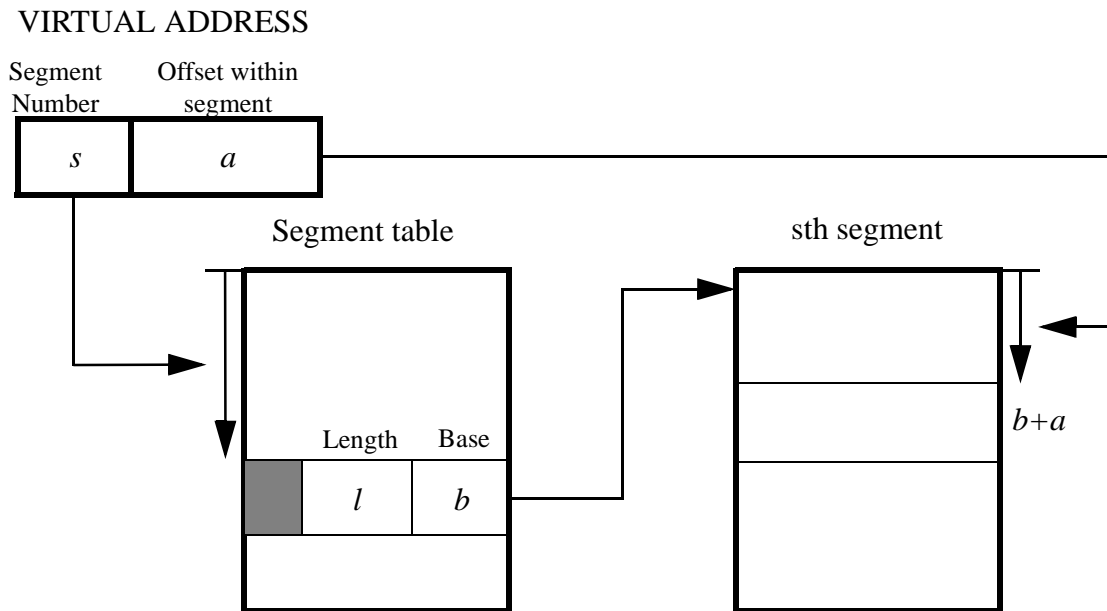 VIRTUAL ADDRESS
Segment
Number
Offset within
segment
s
a
Segment table
sth segment
Length
Base
l
b
b+a